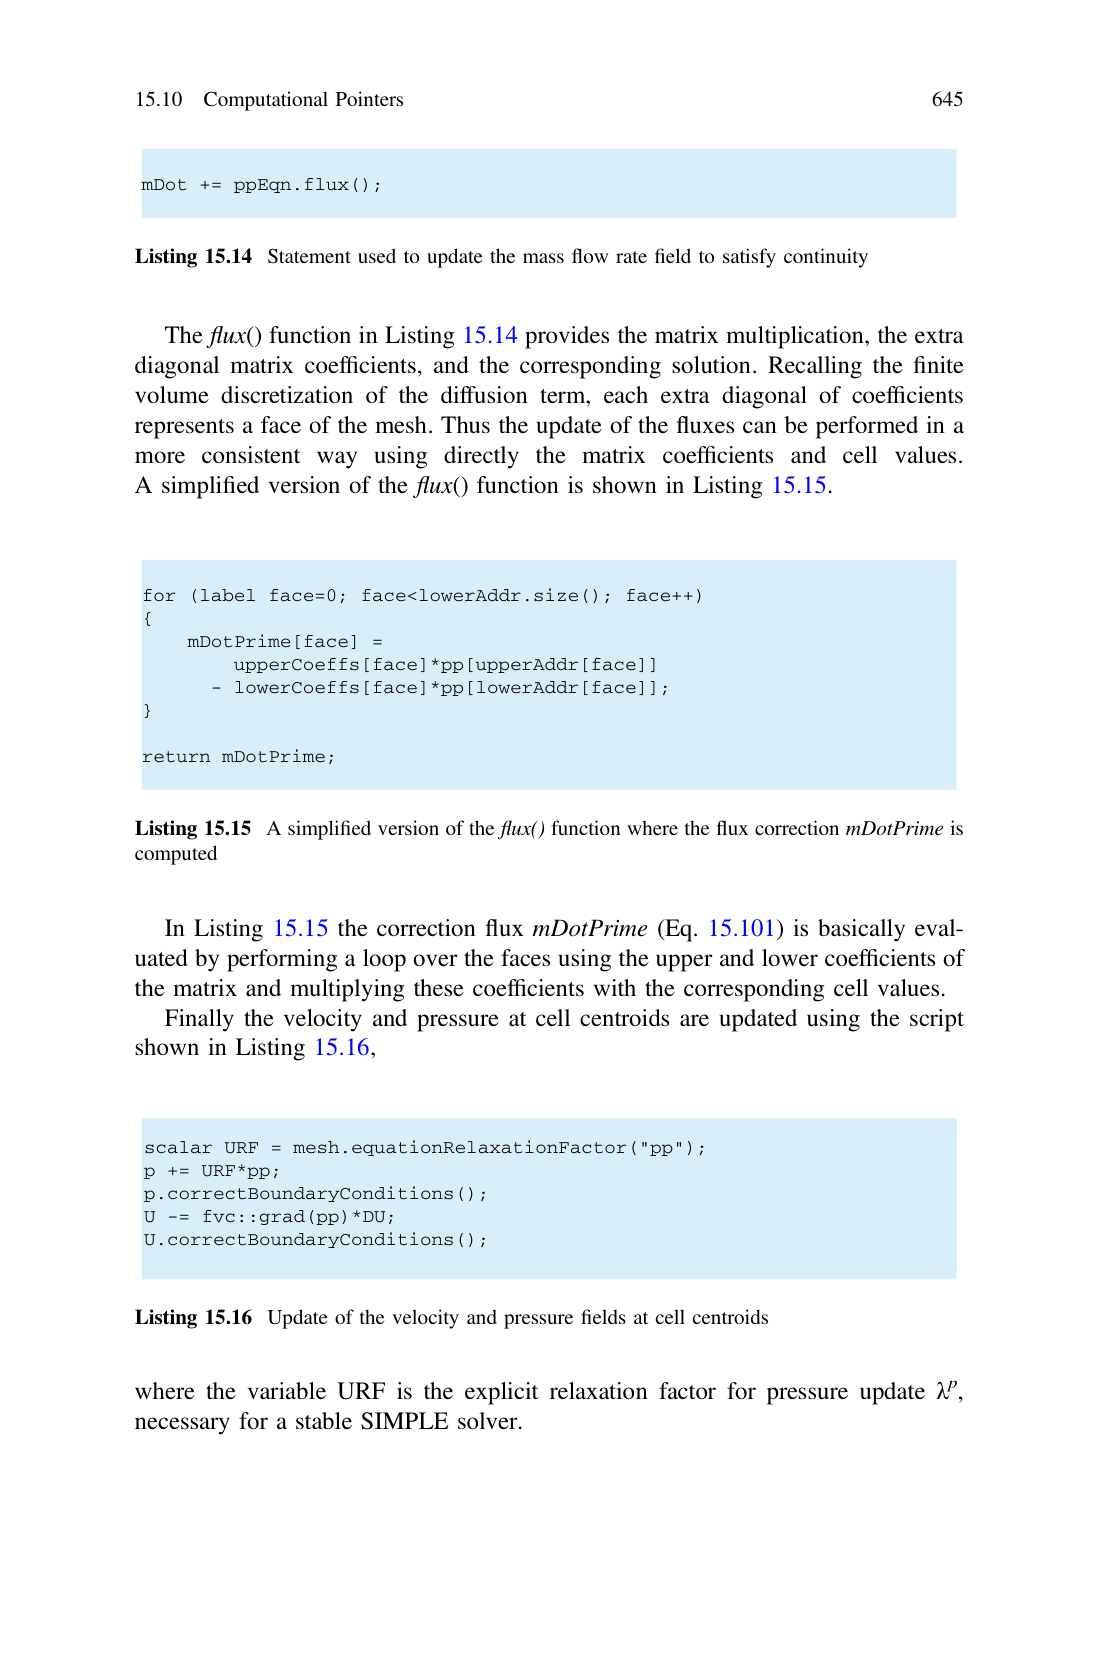 15.10 Computational Pointers 645
mDot += ppEqn.flux();
Listing 15.14 Statement used to update the mass flow rate field to satisfy continuity
The flux() function in Listing 15.14 provides the matrix multiplication, the extra
diagonal matrix coefficients, and the corresponding solution. Recalling the finite
volume discretization of the diffusion term, each extra diagonal of coefficients
represents a face of the mesh. Thus the update of the fluxes can be performed in a
more consistent way using directly the matrix coefficients and cell values.
A simplified version of the flux() function is shown in Listing 15.15.
for (label face=0; face<lowerAddr.size(); face++)
{
    mDotPrime[face] =
        upperCoeffs[face]*pp[upperAddr[face]]
      - lowerCoeffs[face]*pp[lowerAddr[face]];
}
return mDotPrime;
Listing 15.15 A simplified version of the flux() function where the flux correction mDotPrime is
computed
In Listing 15.15 the correction flux mDotPrime (Eq. 15.101) is basically eval-
uated by performing a loop over the faces using the upper and lower coefficients of
the matrix and multiplying these coefficients with the corresponding cell values.
Finally the velocity and pressure at cell centroids are updated using the script
shown in Listing 15.16,
scalar URF = mesh.equationRelaxationFactor("pp");
p += URF*pp;
p.correctBoundaryConditions();
U -= fvc::grad(pp)*DU;
U.correctBoundaryConditions();
Listing 15.16 Update of the velocity and pressure fields at cell centroids
where the variable URF is the explicit relaxation factor for pressure update λᵖ,
necessary for a stable SIMPLE solver.